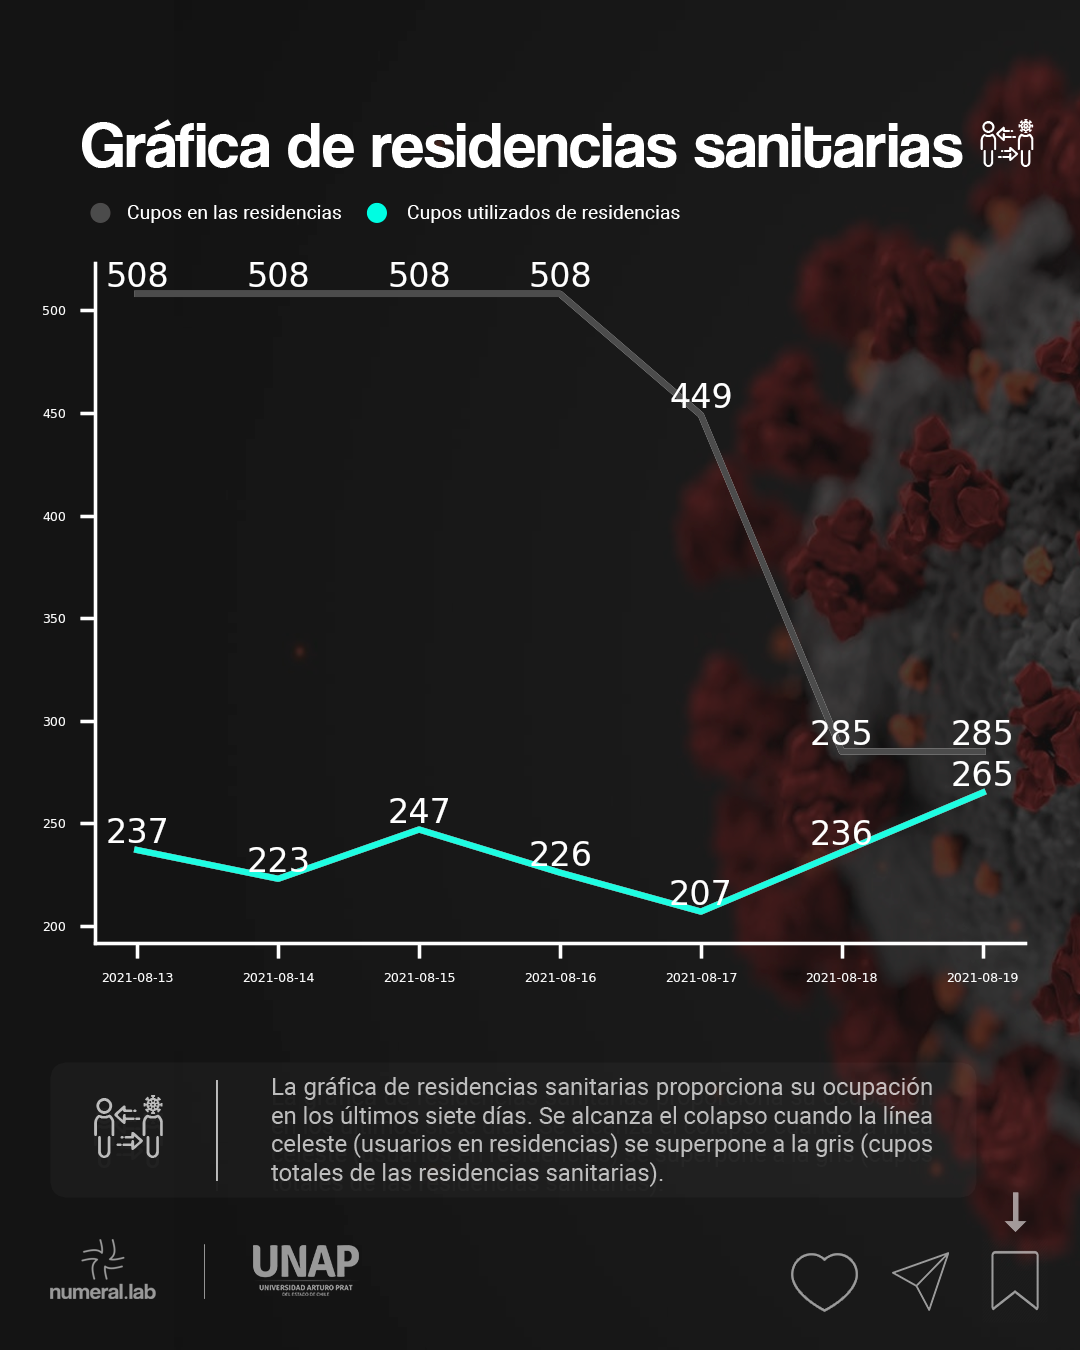 Gráfica de residencias sanitarias
Cupos en las residencias Cupos utilizados de residencias
508 508 508 508
500
449
450
400
350
300
285 285
265
250
237 223 247 226 207 236
200
2021-08-13 2021-08-14 2021-08-15 2021-08-16 2021-08-17 2021-08-18 2021-08-19
La gráfica de residencias sanitarias proporciona su ocupación
en los últimos siete días. Se alcanza el colapso cuando la línea
celeste (usuarios en residencias) se superpone a la gris (cupos
totales de las residencias sanitarias).
numeral.lab
UNAP
UNIVERSIDAD ARTURO PRAT
DEL ESTADO DE CHILE